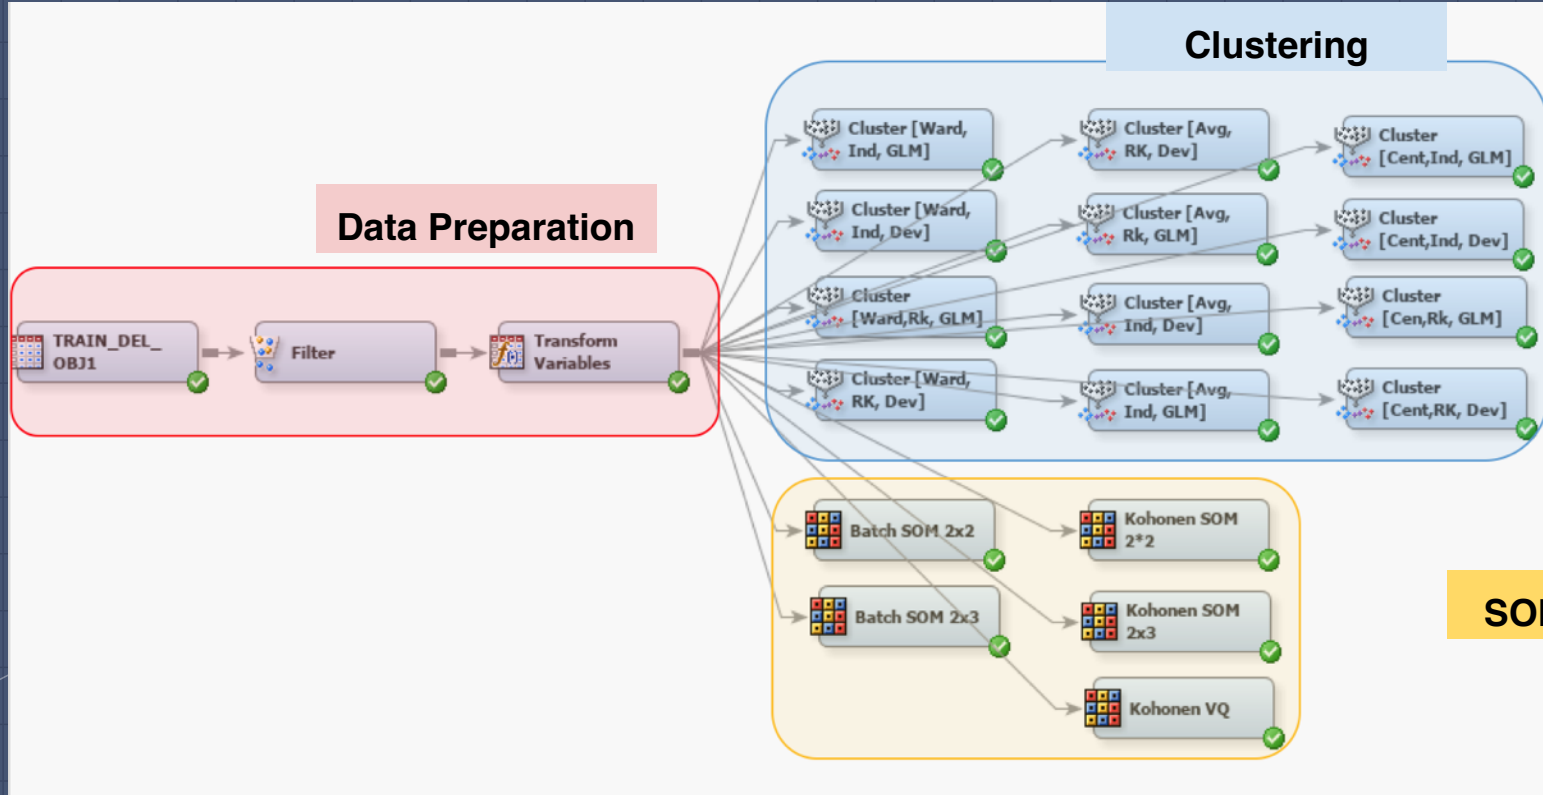 Clustering
Data Preparation
TRAIN_DEL_
OBJ1
Filter
Transform
Variables
Cluster [Ward,
Ind, GLM]
Cluster [Ward,
Ind, Dev]
Cluster
[Ward,Rk, GLM]
Cluster [Ward,
RK, Dev]
Cluster [Avg,
RK, Dev]
Cluster [Avg,
Rk, GLM]
Cluster [Avg,
Ind, Dev]
Cluster [Avg,
Ind, GLM]
Cluster
[Cent,Ind, GLM]
Cluster
[Cent,Ind, Dev]
Cluster
[Cen,Rk, GLM]
Cluster
[Cent,RK, Dev]
Batch SOM 2x2
Batch SOM 2x3
Kohonen SOM
2*2
Kohonen SOM
2x3
Kohonen VQ